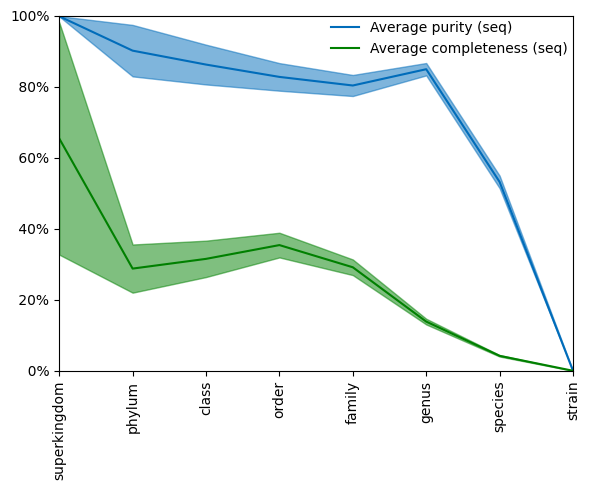 100%
80%
60%
40%
20%
0%
Average purity (seq)
Average completeness (seq)
superkingdom
phylum
class
order
family
genus
species
strain